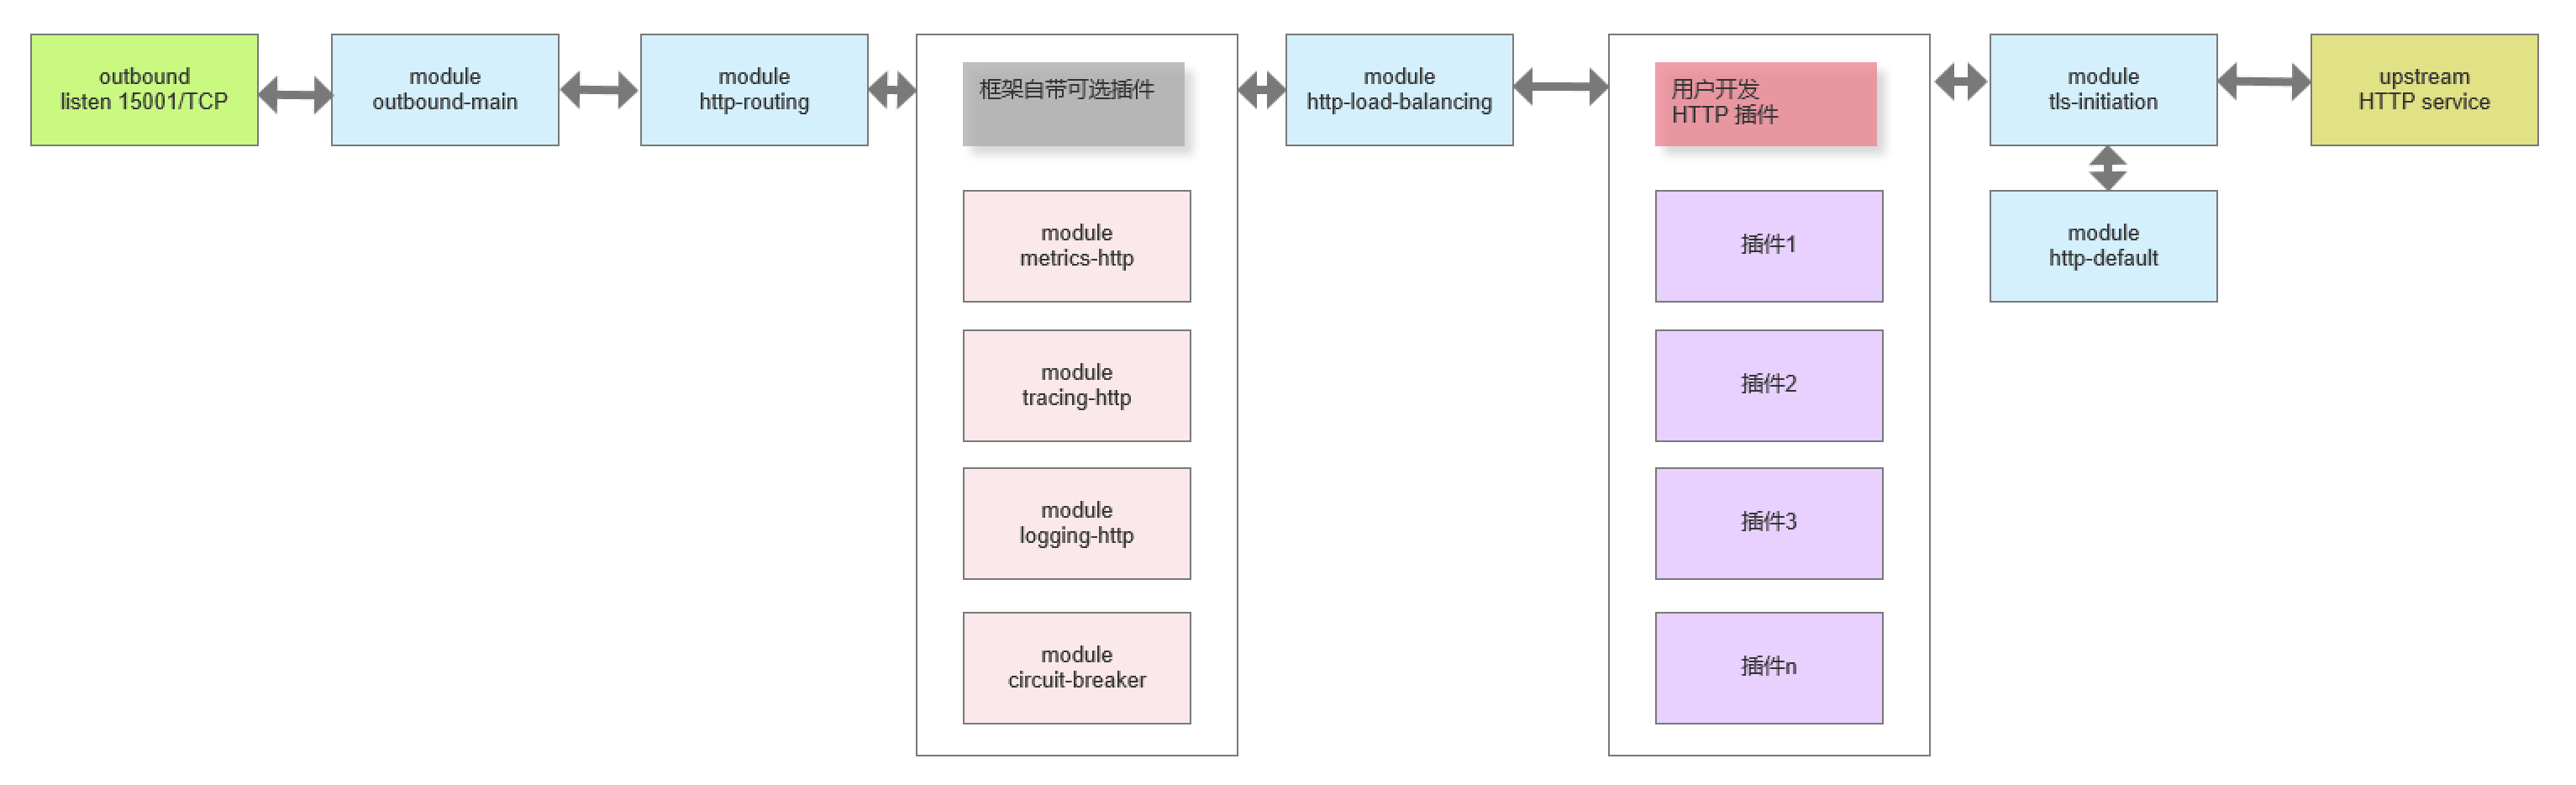 outbound
listen 15001/TCP
module
outbound-main
module
http-routing
框架自带可选插件
module
metrics-http
module
tracing-http
module
logging-http
module
circuit-breaker
module
http-load-balancing
用户开发
HTTP 插件
插件1
插件2
插件3
插件n
module
tls-initiation
module
http-default
upstream
HTTP service